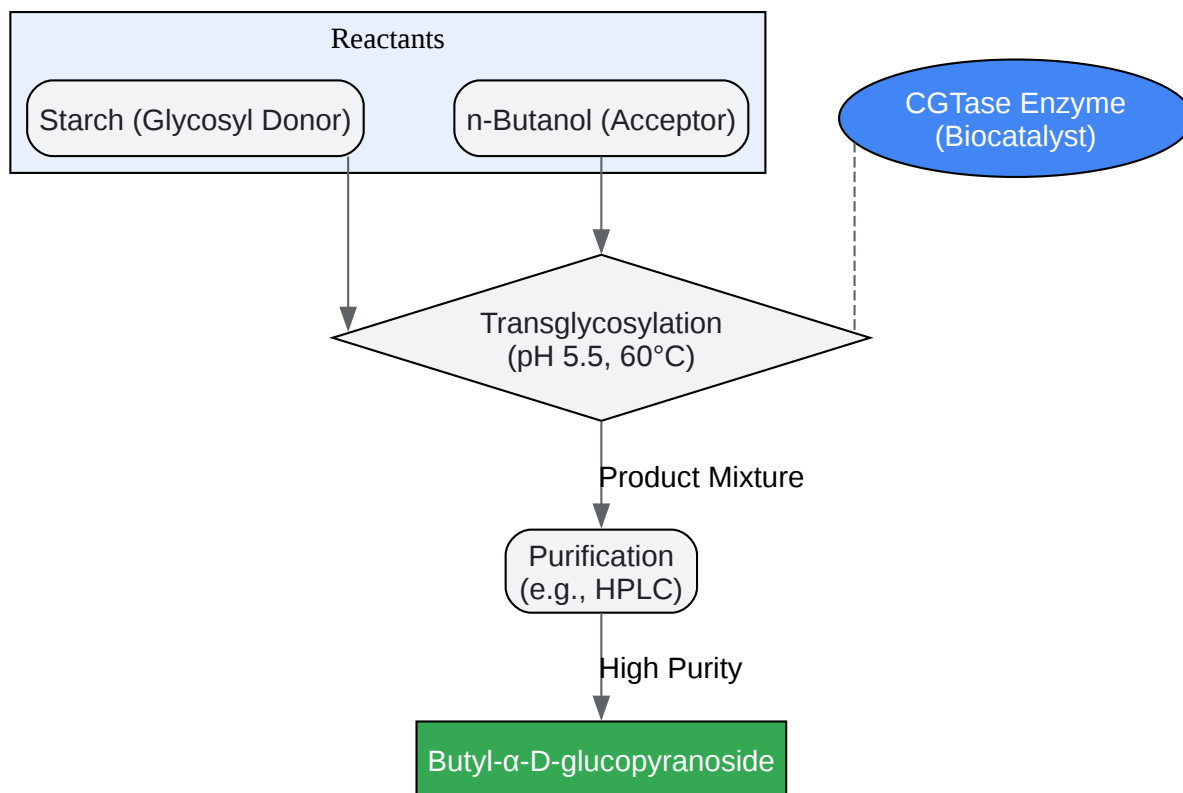 Reactants
Starch (Glycosyl Donor)
n-Butanol (Acceptor)
CGTase Enzyme
(Biocatalyst)
Transglycosylation
(pH 5.5, 60°C)
Product Mixture
Purification
(e.g., HPLC)
High Purity
Butyl-α-D-glucopyranoside